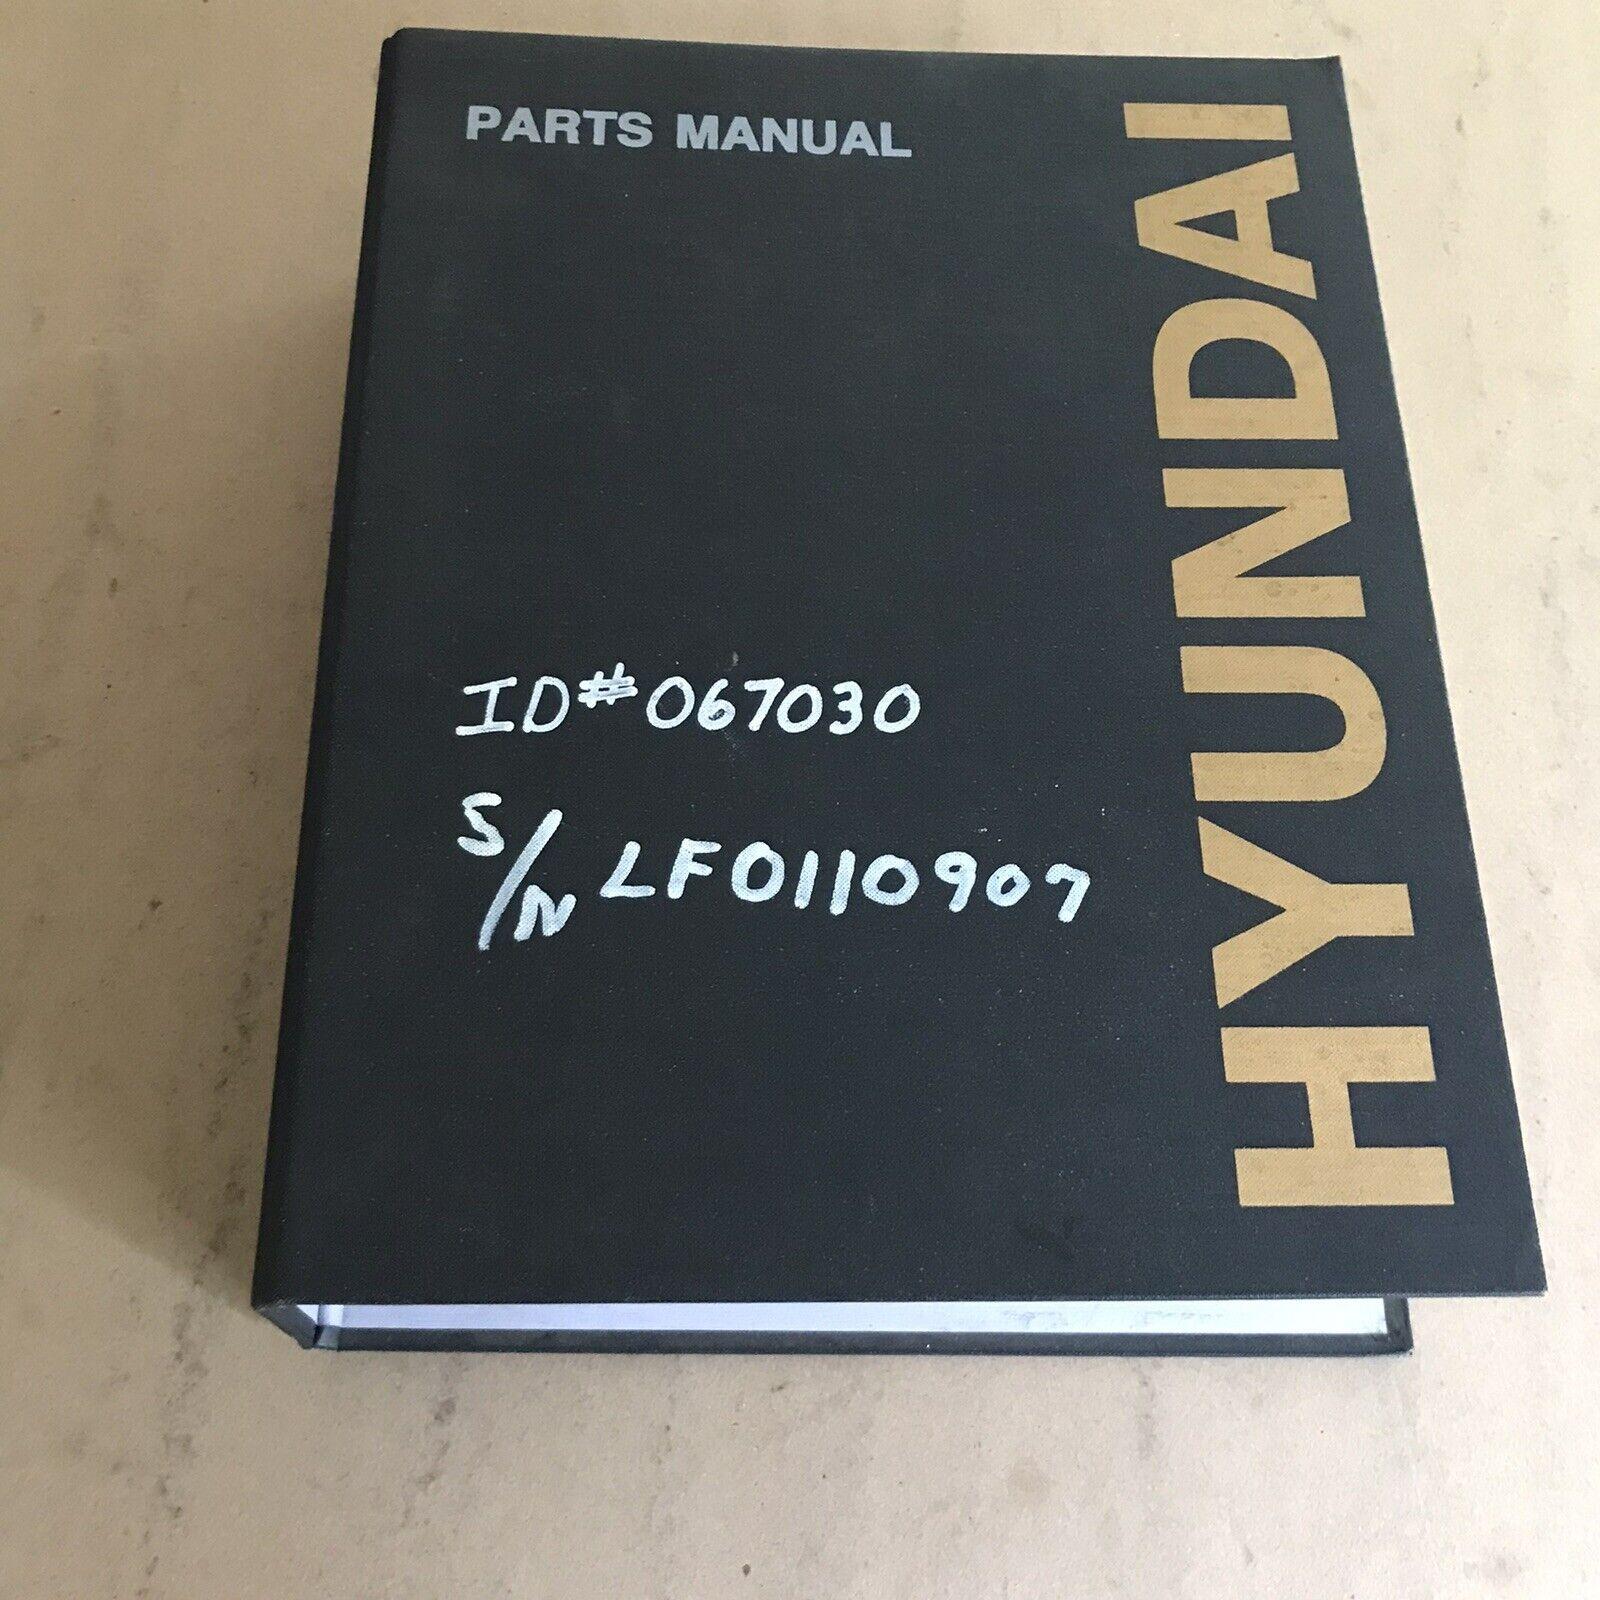 PARTS MANUAL
HYUNDAI
ID#067030
S/N LF0110907